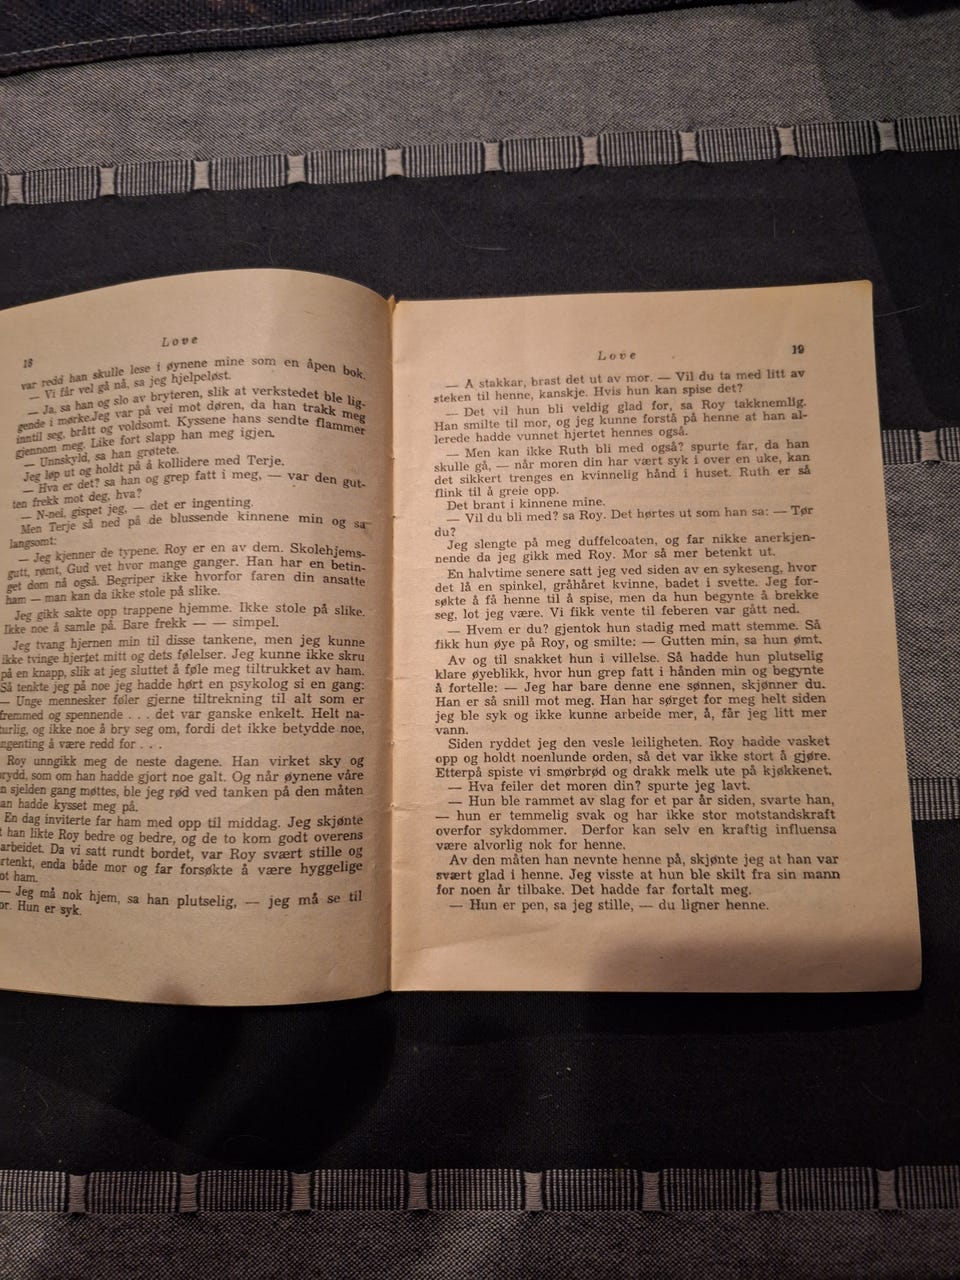 18
Love
var redd han skulle lese i øynene mine som en åpen bok.
— Vi får vel gå nå, sa jeg hjelpeløst.
— Ja, sa han og slo av bryteren, slik at verkstedet ble lig-
gende i mørke. Jeg var på vei mot døren, da han trakk meg
inntil seg, brått og voldsomt. Kyssene hans sendte flammer
gjennom meg. Like fort slapp han meg igjen.
— Unnskyld, sa han grøtete.
Jeg løp ut og holdt på å kollidere med Terje.
— Hva er det? sa han og grep fatt i meg, — var den gut-
ten frekk mot deg, hva?
— N-nei, gispet jeg, — det er ingenting.
Men Terje så ned på de blussende kinnene min og sa
langsomt:
— Jeg kjenner de typene. Roy er en av dem. Skolehjems-
gutt, rømt, Gud vet hvor mange ganger. Han har en betin-
get dom nå også. Begriper ikke hvorfor faren din ansatte
ham — man kan da ikke stole på slike.
Jeg gikk sakte opp trappene hjemme. Ikke stole på slike.
Ikke noe å samle på. Bare frekk — — simpel.
Jeg tvang hjernen min til disse tankene, men jeg kunne
ikke tvinge hjertet mitt og dets følelser. Jeg kunne ikke skru
på en knapp, slik at jeg sluttet å føle meg tiltrukket av ham.
Så tenkte jeg på noe jeg hadde hørt en psykolog si en gang:
— Unge mennesker føler gjerne tiltrekning til alt som er
fremmed og spennende . . . det var ganske enkelt. Helt na-
turlig, og ikke noe å bry seg om, fordi det ikke betydde noe,
ngenting å være redd for . . .
Roy unngikk meg de neste dagene. Han virket sky og
rydd, som om han hadde gjort noe galt. Og når øynene våre
n sjelden gang møttes, ble jeg rød ved tanken på den måten
an hadde kysset meg på.
En dag inviterte far ham med opp til middag. Jeg skjønte
t han likte Roy bedre og bedre, og de to kom godt overens
arbeidet. Da vi satt rundt bordet, var Roy svært stille og
rtenkt, enda både mor og far forsøkte å være hyggelige
ot ham.
— Jeg må nok hjem, sa han plutselig, — jeg må se til
or. Hun er syk.
Love
19
— A stakkar, brast det ut av mor. — Vil du ta med litt av
steken til henne, kanskje. Hvis hun kan spise det?
— Det vil hun bli veldig glad for, sa Roy takknemlig.
Han smilte til mor, og jeg kunne forstå på henne at han al-
lerede hadde vunnet hjertet hennes også.
— Men kan ikke Ruth bli med også? spurte far, da han
skulle gå, — når moren din har vært syk i over en uke, kan
det sikkert trenges en kvinnelig hånd i huset. Ruth er så
flink til å greie opp.
Det brant i kinnene mine.
— Vil du bli med? sa Roy. Det hørtes ut som han sa: — Tør
du?
Jeg slengte på meg duffelcoaten, og far nikke anerkjen-
nende da jeg gikk med Roy. Mor så mer betenkt ut.
En halvtime senere satt jeg ved siden av en sykeseng, hvor
det lå en spinkel, gråhåret kvinne, badet i svette. Jeg for-
søkte å få henne til å spise, men da hun begynte å brekke
seg, lot jeg være. Vi fikk vente til feberen var gått ned.
— Hvem er du? gjentok hun stadig med matt stemme. Så
fikk hun øye på Roy, og smilte: — Gutten min, sa hun ømt.
Av og til snakket hun i villelse. Så hadde hun plutselig
klare øyeblikk, hvor hun grep fatt i hånden min og begynte
å fortelle: — Jeg har bare denne ene sønnen, skjønner du.
Han er så snill mot meg. Han har sørget for meg helt siden
jeg ble syk og ikke kunne arbeide mer, å, får jeg litt mer
vann.
Siden ryddet jeg den vesle leiligheten. Roy hadde vasket
opp og holdt noenlunde orden, så det var ikke stort å gjøre.
Etterpå spiste vi smørbrød og drakk melk ute på kjøkkenet.
— Hva feiler det moren din? spurte jeg lavt.
— Hun ble rammet av slag for et par år siden, svarte han,
— hun er temmelig svak og har ikke stor motstandskraft
overfor sykdommer. Derfor kan selv en kraftig influensa
være alvorlig nok for henne.
Av den måten han nevnte henne på, skjønte jeg at han var
svært glad i henne. Jeg visste at hun ble skilt fra sin mann
for noen år tilbake. Det hadde far fortalt meg.
— Hun er pen, sa jeg stille, — du ligner henne.